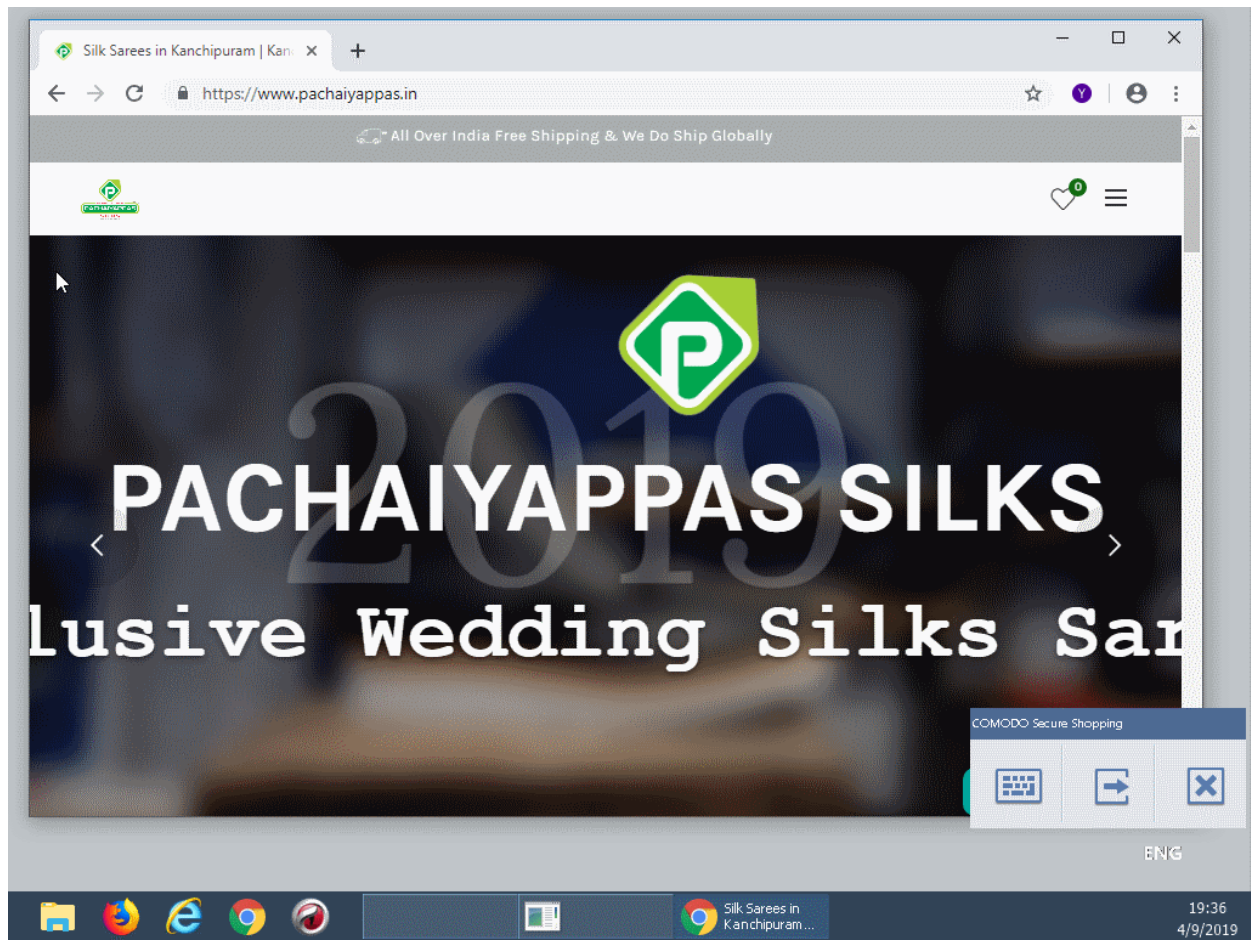 Silk Sarees in Kanchipuram | Kan
https://www.pachaiyappas.in
Y
All Over India Free Shipping & We Do Ship Globally
P
PACHAIYAPPAS
SILKS
0
P
2019
PACHAIYAPPAS SILKS
lusive Wedding Silks Sar
COMODO Secure Shopping
ENG
Silk Sarees in
Kanchipuram...
19:36
4/9/2019